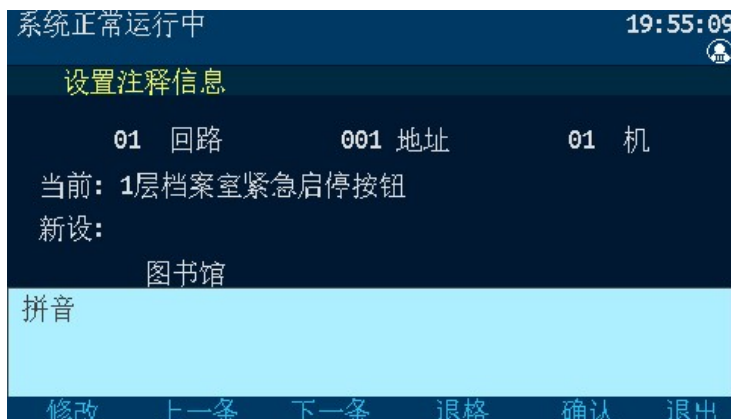 系统正常运行中 19:55:09
设置注释信息
01 回路 001 地址 01 机
当前: 1层档案室紧急启停按钮
新设:
图书馆
拼音
修改 上一条 下一条 退格 确认 退出